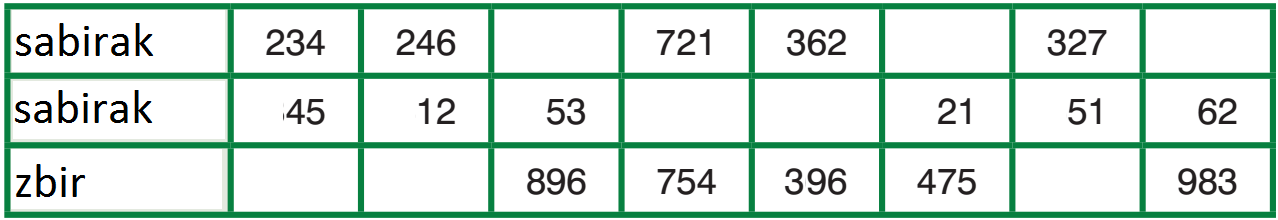 sabirak 234 246 721 362 327
sabirak 45 12 53 21 51 62
zbir 896 754 396 475 983